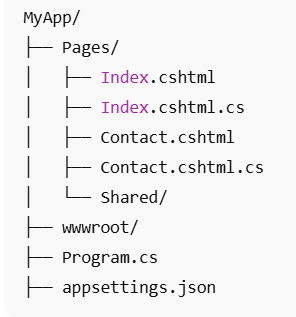 MyApp/
├── Pages/
│   ├── Index.cshtml
│   ├── Index.cshtml.cs
│   ├── Contact.cshtml
│   ├── Contact.cshtml.cs
│   └── Shared/
├── wwwroot/
├── Program.cs
├── appsettings.json